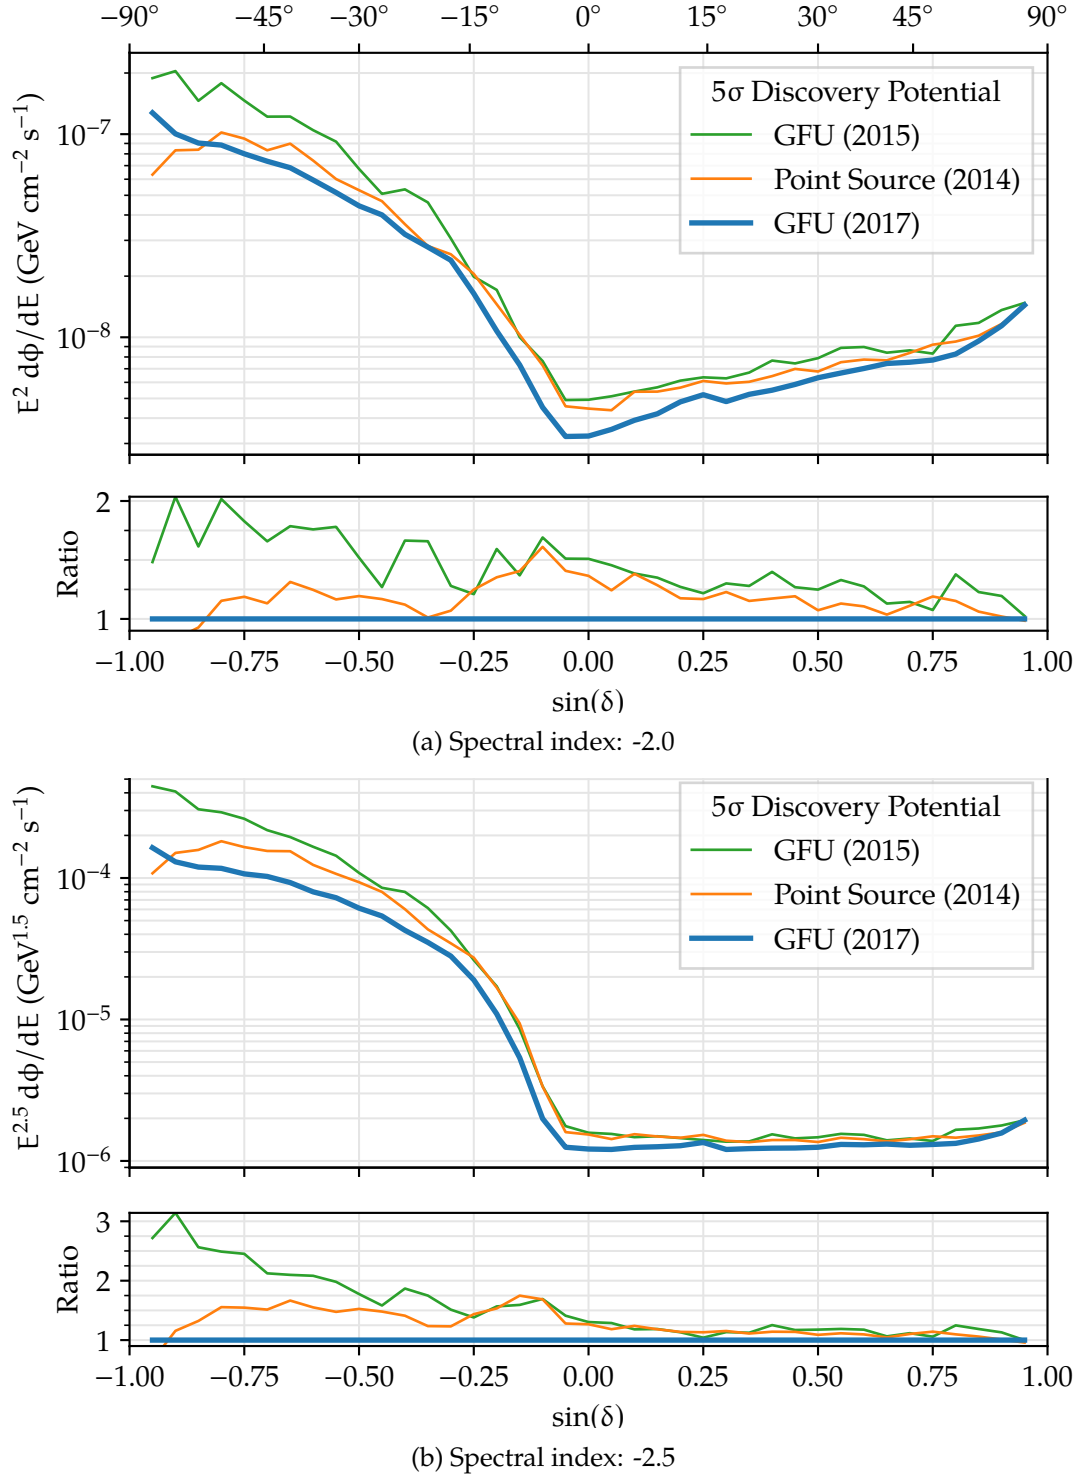 −90° −45° −30° −15° 0° 15° 30° 45° 90°
E² dϕ/dE (GeV cm⁻² s⁻¹)
10⁻⁷
10⁻⁸
5σ Discovery Potential
GFU (2015)
Point Source (2014)
GFU (2017)
Ratio
2
1
−1.00 −0.75 −0.50 −0.25 0.00 0.25 0.50 0.75 1.00
sin(δ)
(a) Spectral index: -2.0
E²·⁵ dϕ/dE (GeV¹·⁵ cm⁻² s⁻¹)
10⁻⁴
10⁻⁵
10⁻⁶
5σ Discovery Potential
GFU (2015)
Point Source (2014)
GFU (2017)
Ratio
3
2
1
−1.00 −0.75 −0.50 −0.25 0.00 0.25 0.50 0.75 1.00
sin(δ)
(b) Spectral index: -2.5